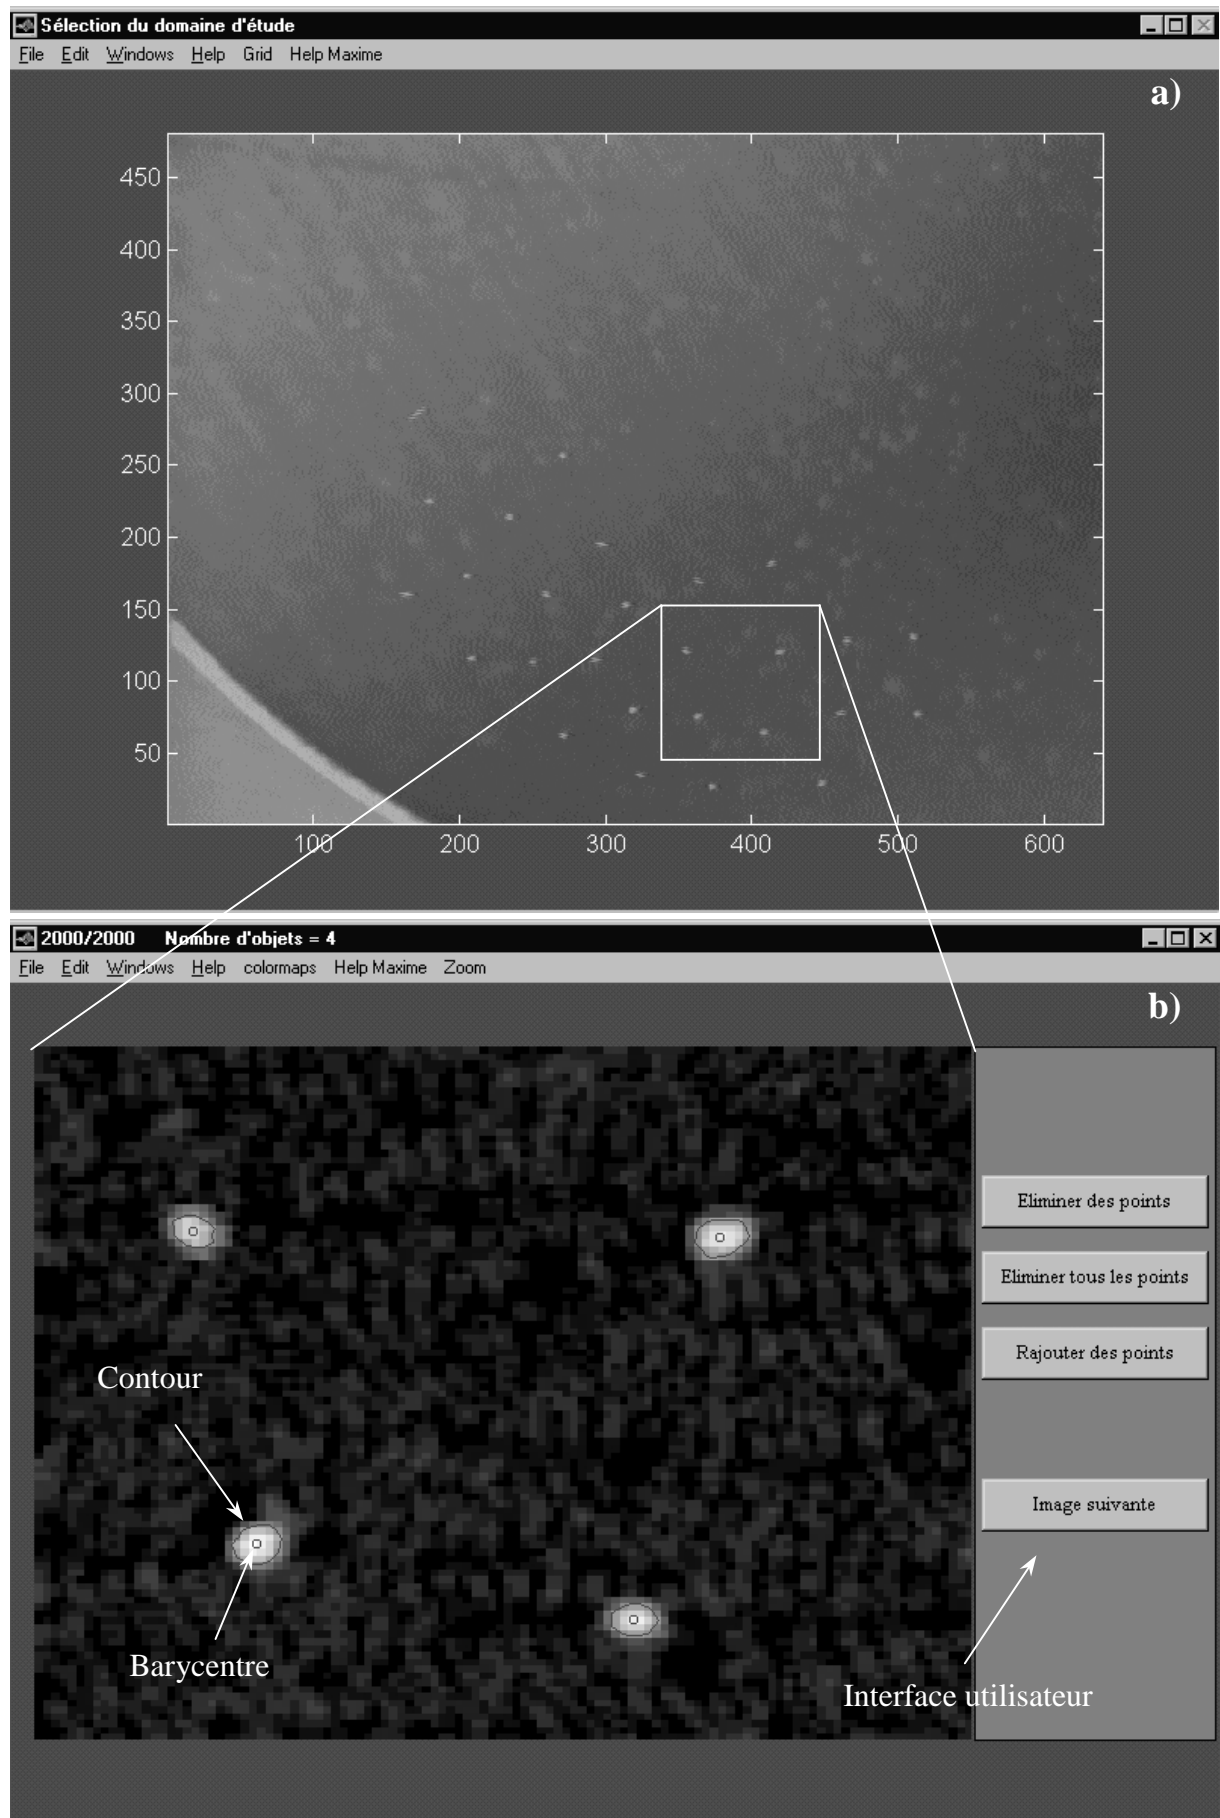 Sélection du domaine d'étude
File Edit Windows Help Grid Help Maxime
a)
450
400
350
300
250
200
150
100
50
100 200 300 400 500 600
2000/2000 Nombre d'objets = 4
File Edit Windows Help colormaps Help Maxime Zoom
b)
Eliminer des points
Eliminer tous les points
Rajouter des points
Contour
Image suivante
Barycentre
Interface utilisateur